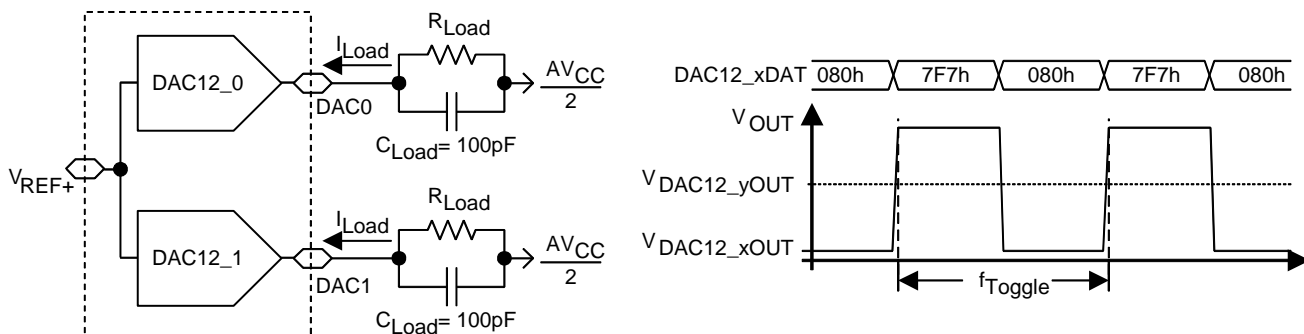 DAC12_0
DAC0
I_Load
R_Load
C_Load = 100pF
AV_CC
2
V_REF+
DAC12_1
DAC1
I_Load
R_Load
C_Load = 100pF
AV_CC
2
DAC12_xDAT
080h 7F7h 080h 7F7h 080h
V_OUT
V_DAC12_yOUT
V_DAC12_xOUT
f_Toggle